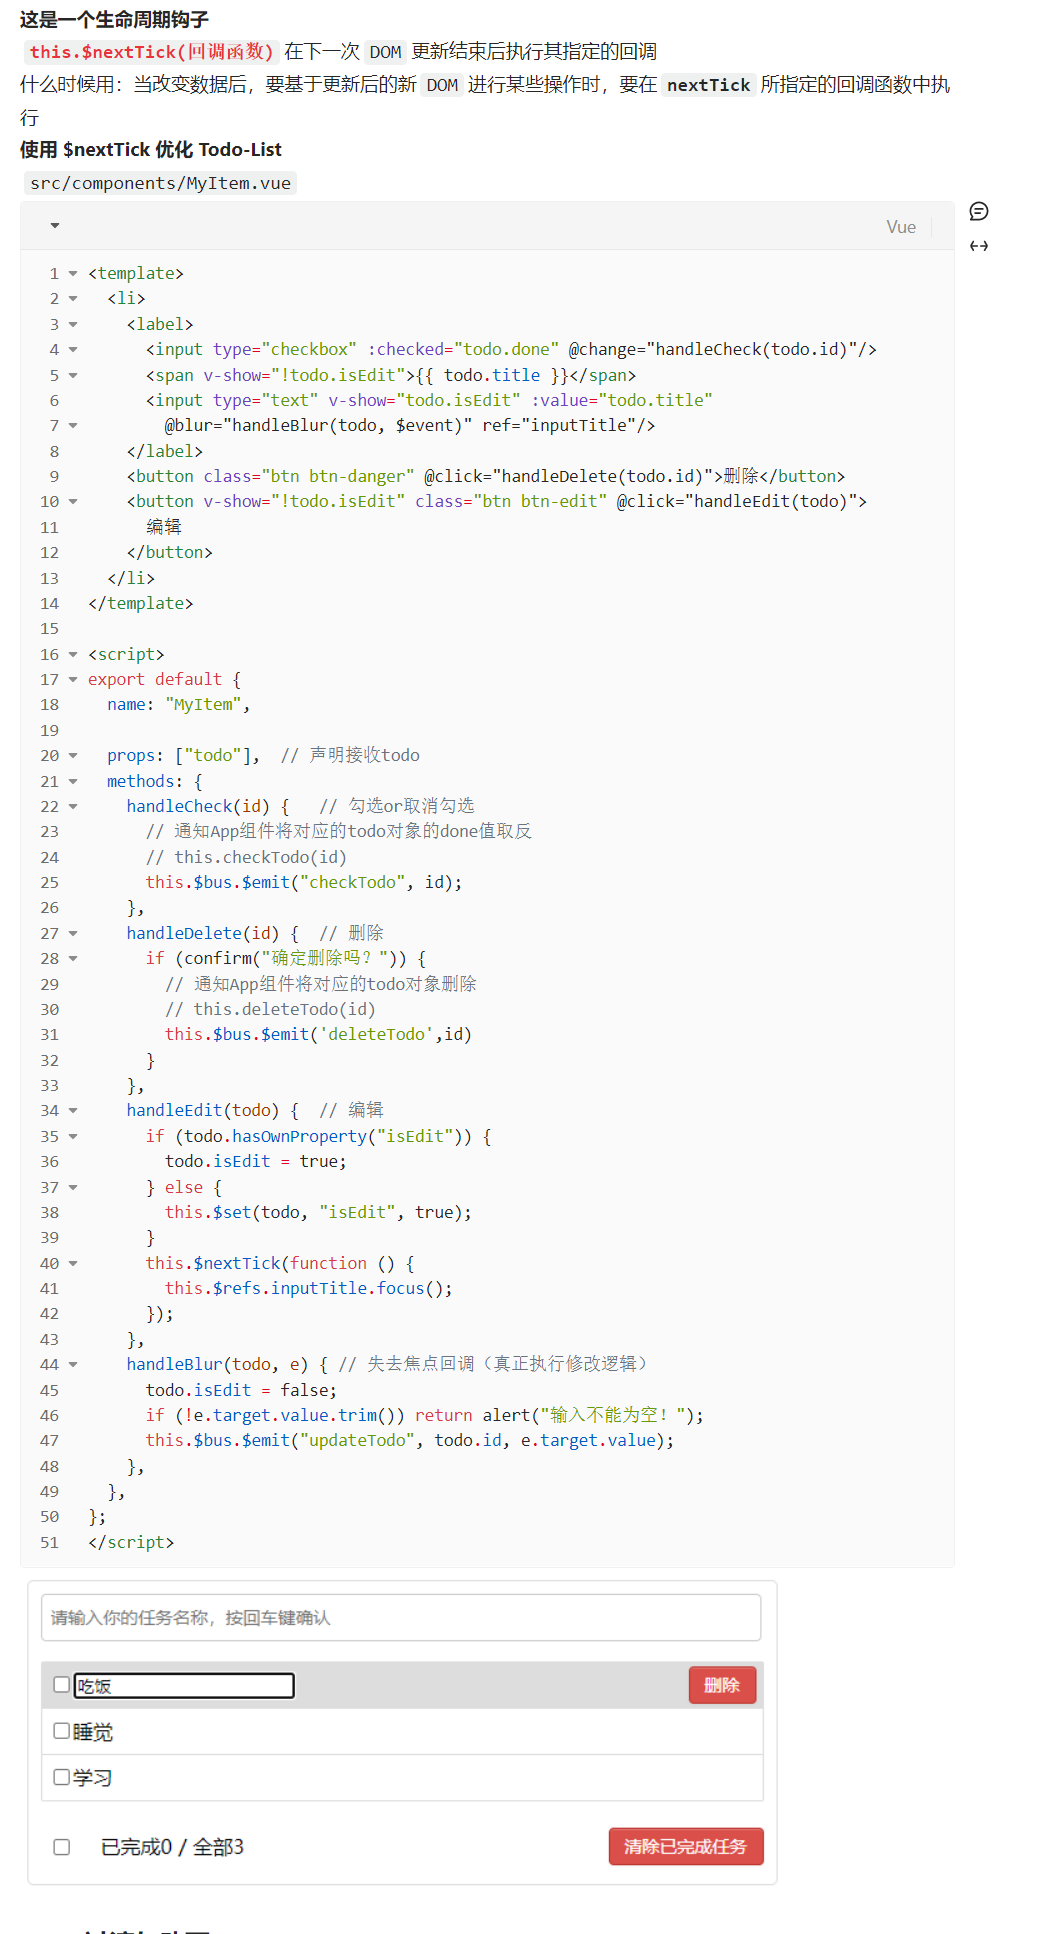 这是一个生命周期钩子
this.$nextTick(回调函数) 在下一次 DOM 更新结束后执行其指定的回调
什么时候用：当改变数据后，要基于更新后的新 DOM 进行某些操作时，要在 nextTick 所指定的回调函数中执
行
使用 $nextTick 优化 Todo-List
src/components/MyItem.vue
Vue
1 <template>
2   <li>
3     <label>
4       <input type="checkbox" :checked="todo.done" @change="handleCheck(todo.id)"/>
5       <span v-show="!todo.isEdit">{{ todo.title }}</span>
6       <input type="text" v-show="todo.isEdit" :value="todo.title"
7         @blur="handleBlur(todo, $event)" ref="inputTitle"/>
8     </label>
9     <button class="btn btn-danger" @click="handleDelete(todo.id)">删除</button>
10     <button v-show="!todo.isEdit" class="btn btn-edit" @click="handleEdit(todo)">
11       编辑
12     </button>
13   </li>
14 </template>
15
16 <script>
17 export default {
18   name: "MyItem",
19
20   props: ["todo"],  // 声明接收todo
21   methods: {
22     handleCheck(id) {   // 勾选or取消勾选
23       // 通知App组件将对应的todo对象的done值取反
24       // this.checkTodo(id)
25       this.$bus.$emit("checkTodo", id);
26     },
27     handleDelete(id) {  // 删除
28       if (confirm("确定删除吗？")) {
29         // 通知App组件将对应的todo对象删除
30         // this.deleteTodo(id)
31         this.$bus.$emit('deleteTodo',id)
32       }
33     },
34     handleEdit(todo) {  // 编辑
35       if (todo.hasOwnProperty("isEdit")) {
36         todo.isEdit = true;
37       } else {
38         this.$set(todo, "isEdit", true);
39       }
40       this.$nextTick(function () {
41         this.$refs.inputTitle.focus();
42       });
43     },
44     handleBlur(todo, e) { // 失去焦点回调（真正执行修改逻辑）
45       todo.isEdit = false;
46       if (!e.target.value.trim()) return alert("输入不能为空！");
47       this.$bus.$emit("updateTodo", todo.id, e.target.value);
48     },
49   },
50 };
51 </script>
请输入你的任务名称，按回车键确认
吃饭 删除
睡觉
学习
已完成0 / 全部3 清除已完成任务